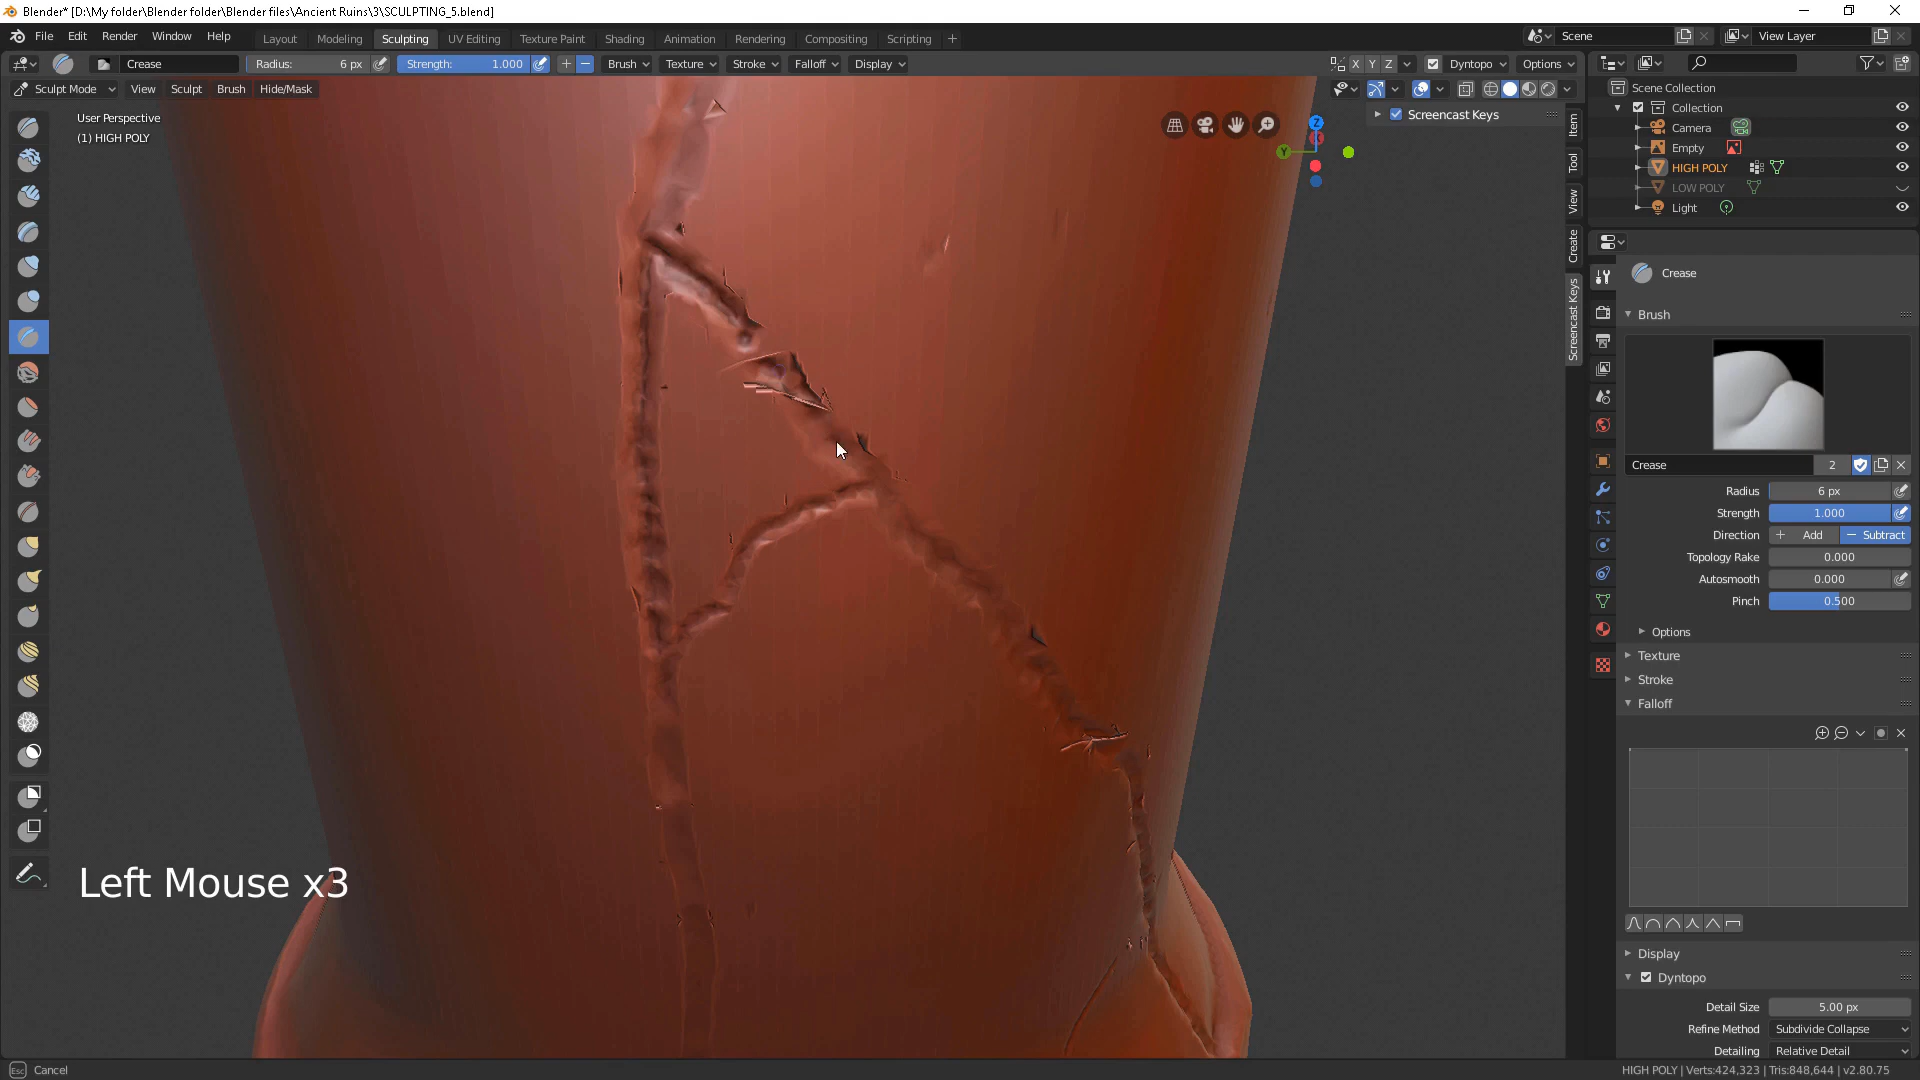 Blender* [D:\My folder\Blender folder\Blender files\Ancient Ruins\3\SCULPTING_5.blend]
File Edit Render Window Help Layout Modeling Sculpting UV Editing Texture Paint Shading Animation Rendering Compositing Scripting + Scene View Layer
Crease Radius: 6 px Strength: 1.000 + − Brush Texture Stroke Falloff Display X Y Z Dyntopo Options
Sculpt Mode View Sculpt Brush Hide/Mask
User Perspective
(1) HIGH POLY
Screencast Keys
Z
Y
Item
Tool
View
Create
Screencast Keys
Scene Collection
Collection
Camera
Empty
HIGH POLY
LOW POLY
Light
Crease
Brush
Crease 2
Radius 6 px
Strength 1.000
Direction + Add − Subtract
Topology Rake 0.000
Autosmooth 0.000
Pinch 0.500
Options
Texture
Stroke
Falloff
Display
Dyntopo
Detail Size 5.00 px
Refine Method Subdivide Collapse
Detailing Relative Detail
Left Mouse x3
Esc Cancel
HIGH POLY | Verts:424,323 | Tris:848,644 | v2.80.75